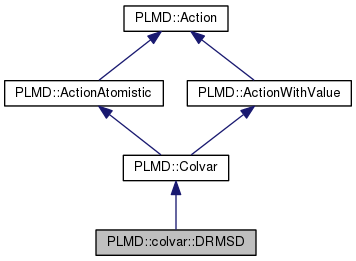 PLMD::Action
PLMD::ActionAtomistic
PLMD::ActionWithValue
PLMD::Colvar
PLMD::colvar::DRMSD